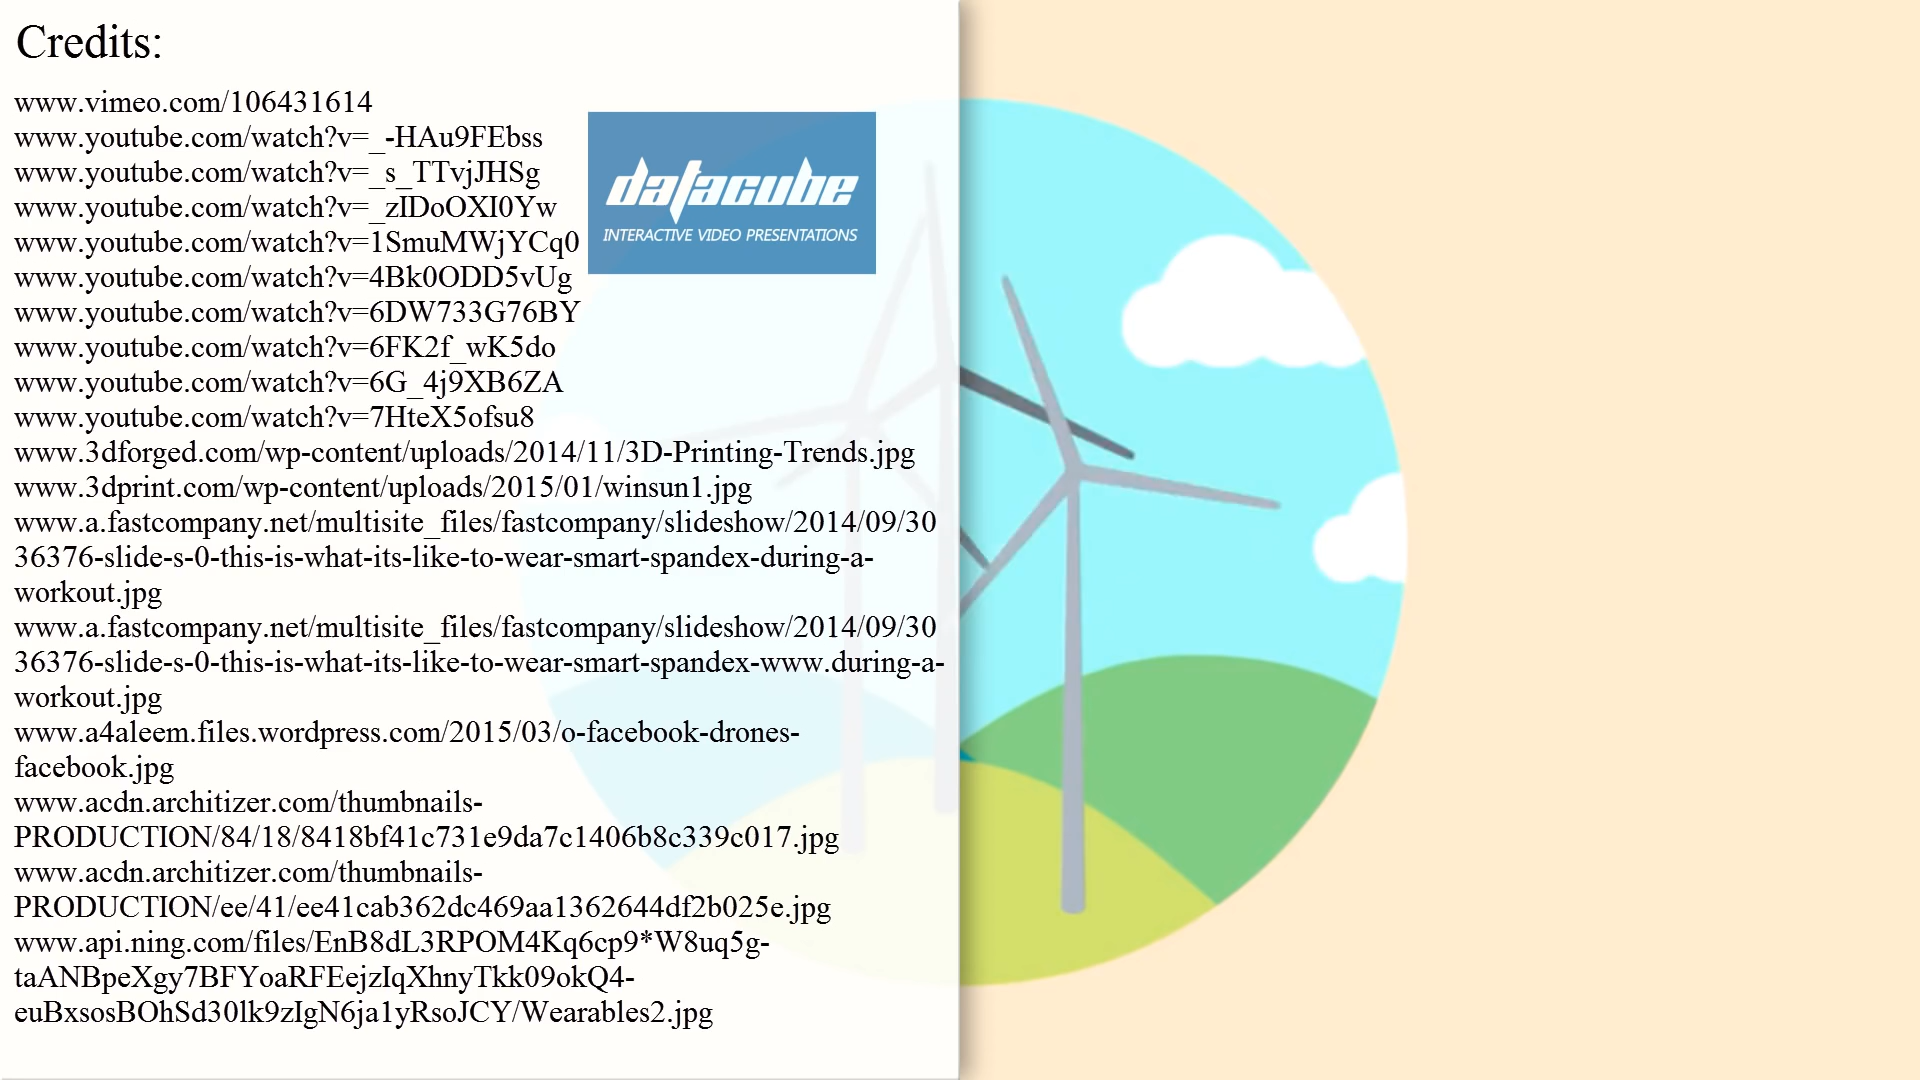 Credits:
www.vimeo.com/106431614
www.youtube.com/watch?v=_-HAu9FEbss
www.youtube.com/watch?v=_s_TTvjJHSg
www.youtube.com/watch?v=_zIDoOXI0Yw
www.youtube.com/watch?v=1SmuMWjYCq0
www.youtube.com/watch?v=4Bk0ODD5vUg
www.youtube.com/watch?v=6DW733G76BY
www.youtube.com/watch?v=6FK2f_wK5do
www.youtube.com/watch?v=6G_4j9XB6ZA
www.youtube.com/watch?v=7HteX5ofsu8
www.3dforged.com/wp-content/uploads/2014/11/3D-Printing-Trends.jpg
www.3dprint.com/wp-content/uploads/2015/01/winsun1.jpg
www.a.fastcompany.net/multisite_files/fastcompany/slideshow/2014/09/30
36376-slide-s-0-this-is-what-its-like-to-wear-smart-spandex-during-a-
workout.jpg
www.a.fastcompany.net/multisite_files/fastcompany/slideshow/2014/09/30
36376-slide-s-0-this-is-what-its-like-to-wear-smart-spandex-www.during-a-
workout.jpg
www.a4aleem.files.wordpress.com/2015/03/o-facebook-drones-
facebook.jpg
www.acdn.architizer.com/thumbnails-
PRODUCTION/84/18/8418bf41c731e9da7c1406b8c339c017.jpg
www.acdn.architizer.com/thumbnails-
PRODUCTION/ee/41/ee41cab362dc469aa1362644df2b025e.jpg
www.api.ning.com/files/EnB8dL3RPOM4Kq6cp9*W8uq5g-
taANBpeXgy7BFYoaRFEejzIqXhnyTkk09okQ4-
euBxsosBOhSd30lk9zIgN6ja1yRsoJCY/Wearables2.jpg
datacube
INTERACTIVE VIDEO PRESENTATIONS